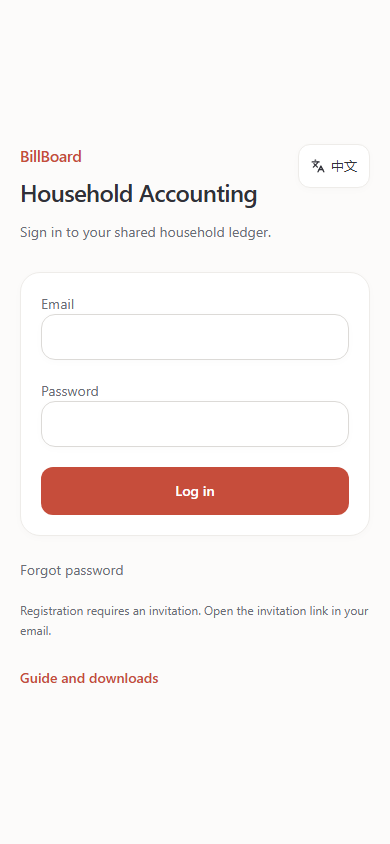 BillBoard
中文
Household Accounting
Sign in to your shared household ledger.
Email
Password
Log in
Forgot password
Registration requires an invitation. Open the invitation link in your
email.
Guide and downloads